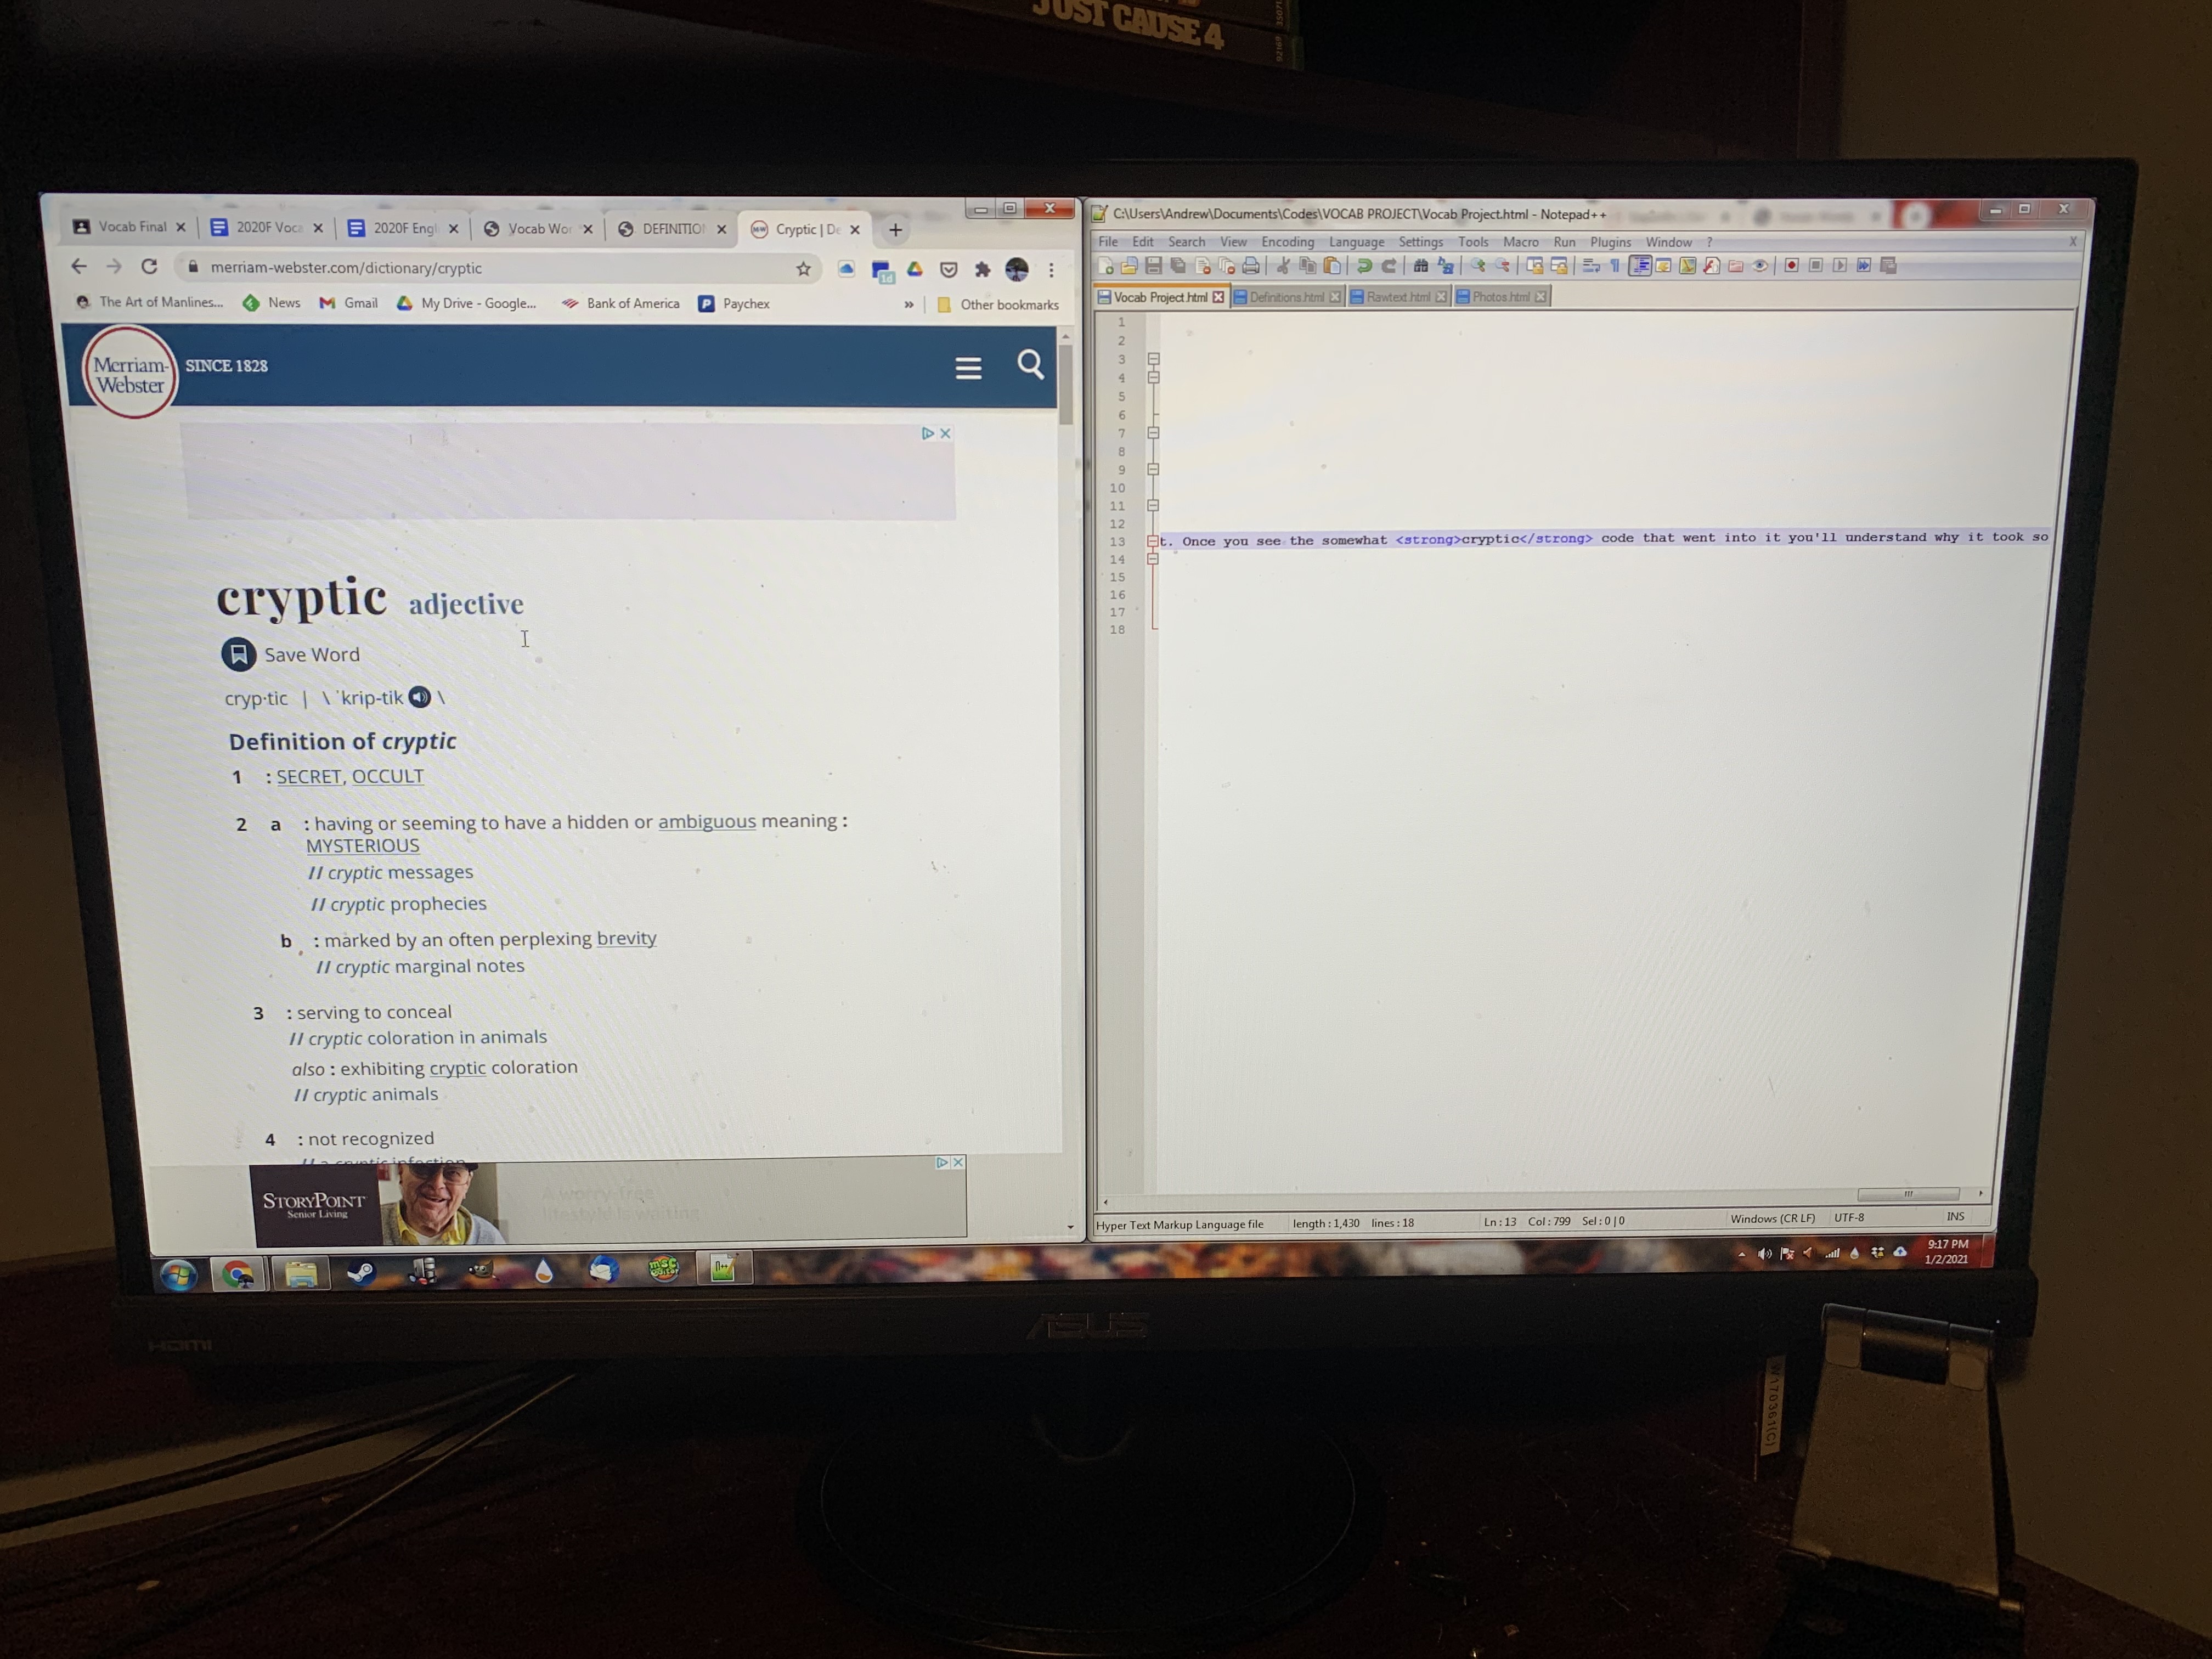 JUST CAUSE 4
92169 35071
Vocab Final
2020F Voca
2020F Engl
Vocab Wor
DEFINITIO
Cryptic | De
merriam-webster.com/dictionary/cryptic
1d
The Art of Manlines...
News
Gmail
My Drive - Google...
Bank of America
Paychex
»
Other bookmarks
Merriam-
Webster
SINCE 1828
cryptic adjective
Save Word
cryp·tic | \ ˈkrip-tik \
Definition of cryptic
1 : SECRET, OCCULT
2 a : having or seeming to have a hidden or ambiguous meaning :
MYSTERIOUS
// cryptic messages
// cryptic prophecies
b : marked by an often perplexing brevity
// cryptic marginal notes
3 : serving to conceal
// cryptic coloration in animals
also : exhibiting cryptic coloration
// cryptic animals
4 : not recognized
// a cryptic infection
STORYPOINT
Senior Living
A worry-free
lifestyle is waiting
C:\Users\Andrew\Documents\Codes\VOCAB PROJECT\Vocab Project.html - Notepad++
File Edit Search View Encoding Language Settings Tools Macro Run Plugins Window ? X
Vocab Project.html
Definitions.html
Rawtext.html
Photos.html
1
2
3
4
5
6
7
8
9
10
11
12
13 t. Once you see the somewhat <strong>cryptic</strong> code that went into it you'll understand why it took so
14
15
16
17
18
Hyper Text Markup Language file length : 1,430 lines : 18 Ln : 13 Col : 799 Sel : 0 | 0 Windows (CR LF) UTF-8 INS
9:17 PM
1/2/2021
HDMI
ASUS